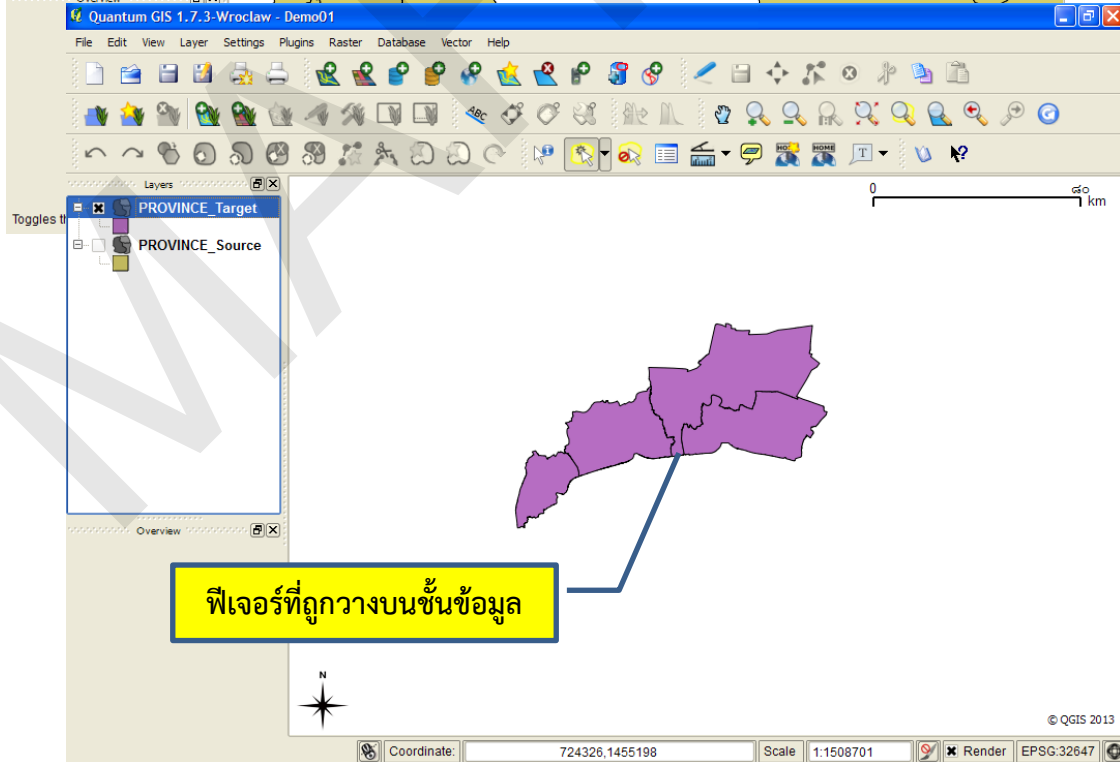 Quantum GIS 1.7.3-Wroclaw - Demo01
File Edit View Layer Settings Plugins Raster Database Vector Help
Layers
PROVINCE_Target
PROVINCE_Source
Toggles th
0 ๘๐
km
Overview
ฟีเจอร์ที่ถูกวางบนชั้นข้อมูล
N
© QGIS 2013
Coordinate: 724326,1455198 Scale 1:1508701 Render EPSG:32647